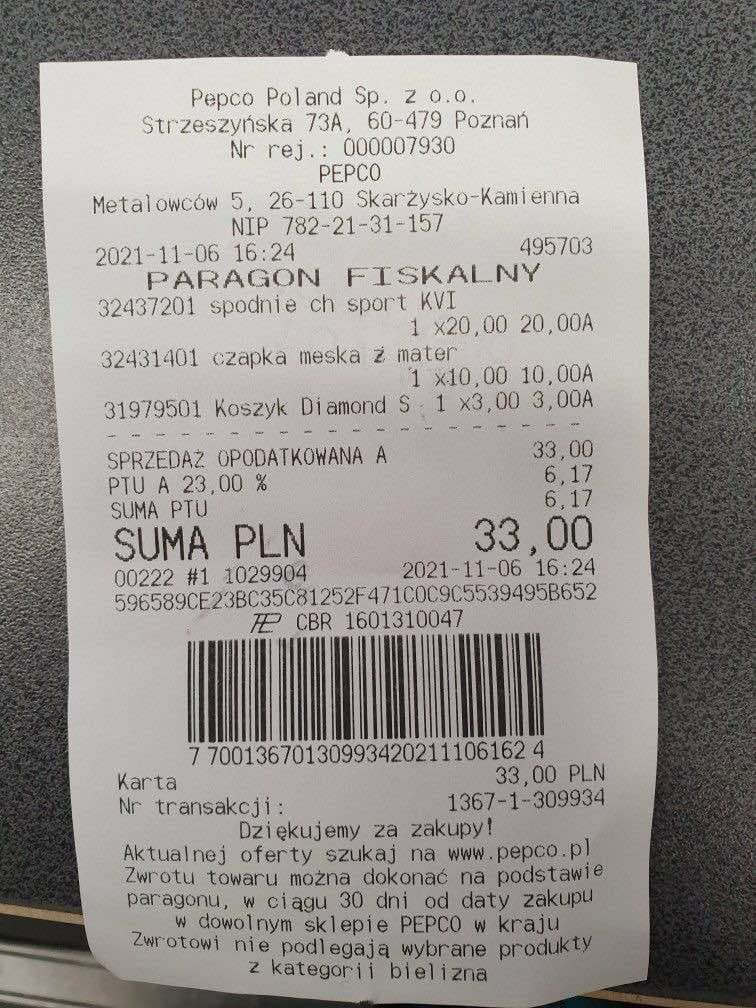 Pepco Poland Sp. z o.o.
Strzeszyńska 73A, 60-479 Poznań
Nr rej.: 000007930
PEPCO
Metalowców 5, 26-110 Skarżysko-Kamienna
NIP 782-21-31-157
2021-11-06 16:24 495703
PARAGON FISKALNY
32437201 spodnie ch sport KVI
1 x20,00 20,00A
32431401 czapka meska z mater
1 x10,00 10,00A
31979501 Koszyk Diamond S 1 x3,00 3,00A
SPRZEDAŻ OPODATKOWANA A 33,00
PTU A 23,00 % 6,17
SUMA PTU 6,17
SUMA PLN 33,00
00222 #1 1029904 2021-11-06 16:24
596589CE23BC35C81252F471C0C9C5539495B652
CBR 1601310047
7 70013670130993420211106162 4
Karta 33,00 PLN
Nr transakcji: 1367-1-309934
Dziękujemy za zakupy!
Aktualnej oferty szukaj na www.pepco.pl
Zwrotu towaru można dokonać na podstawie
paragonu, w ciągu 30 dni od daty zakupu
w dowolnym sklepie PEPCO w kraju
Zwrotowi nie podlegają wybrane produkty
z kategorii bielizna